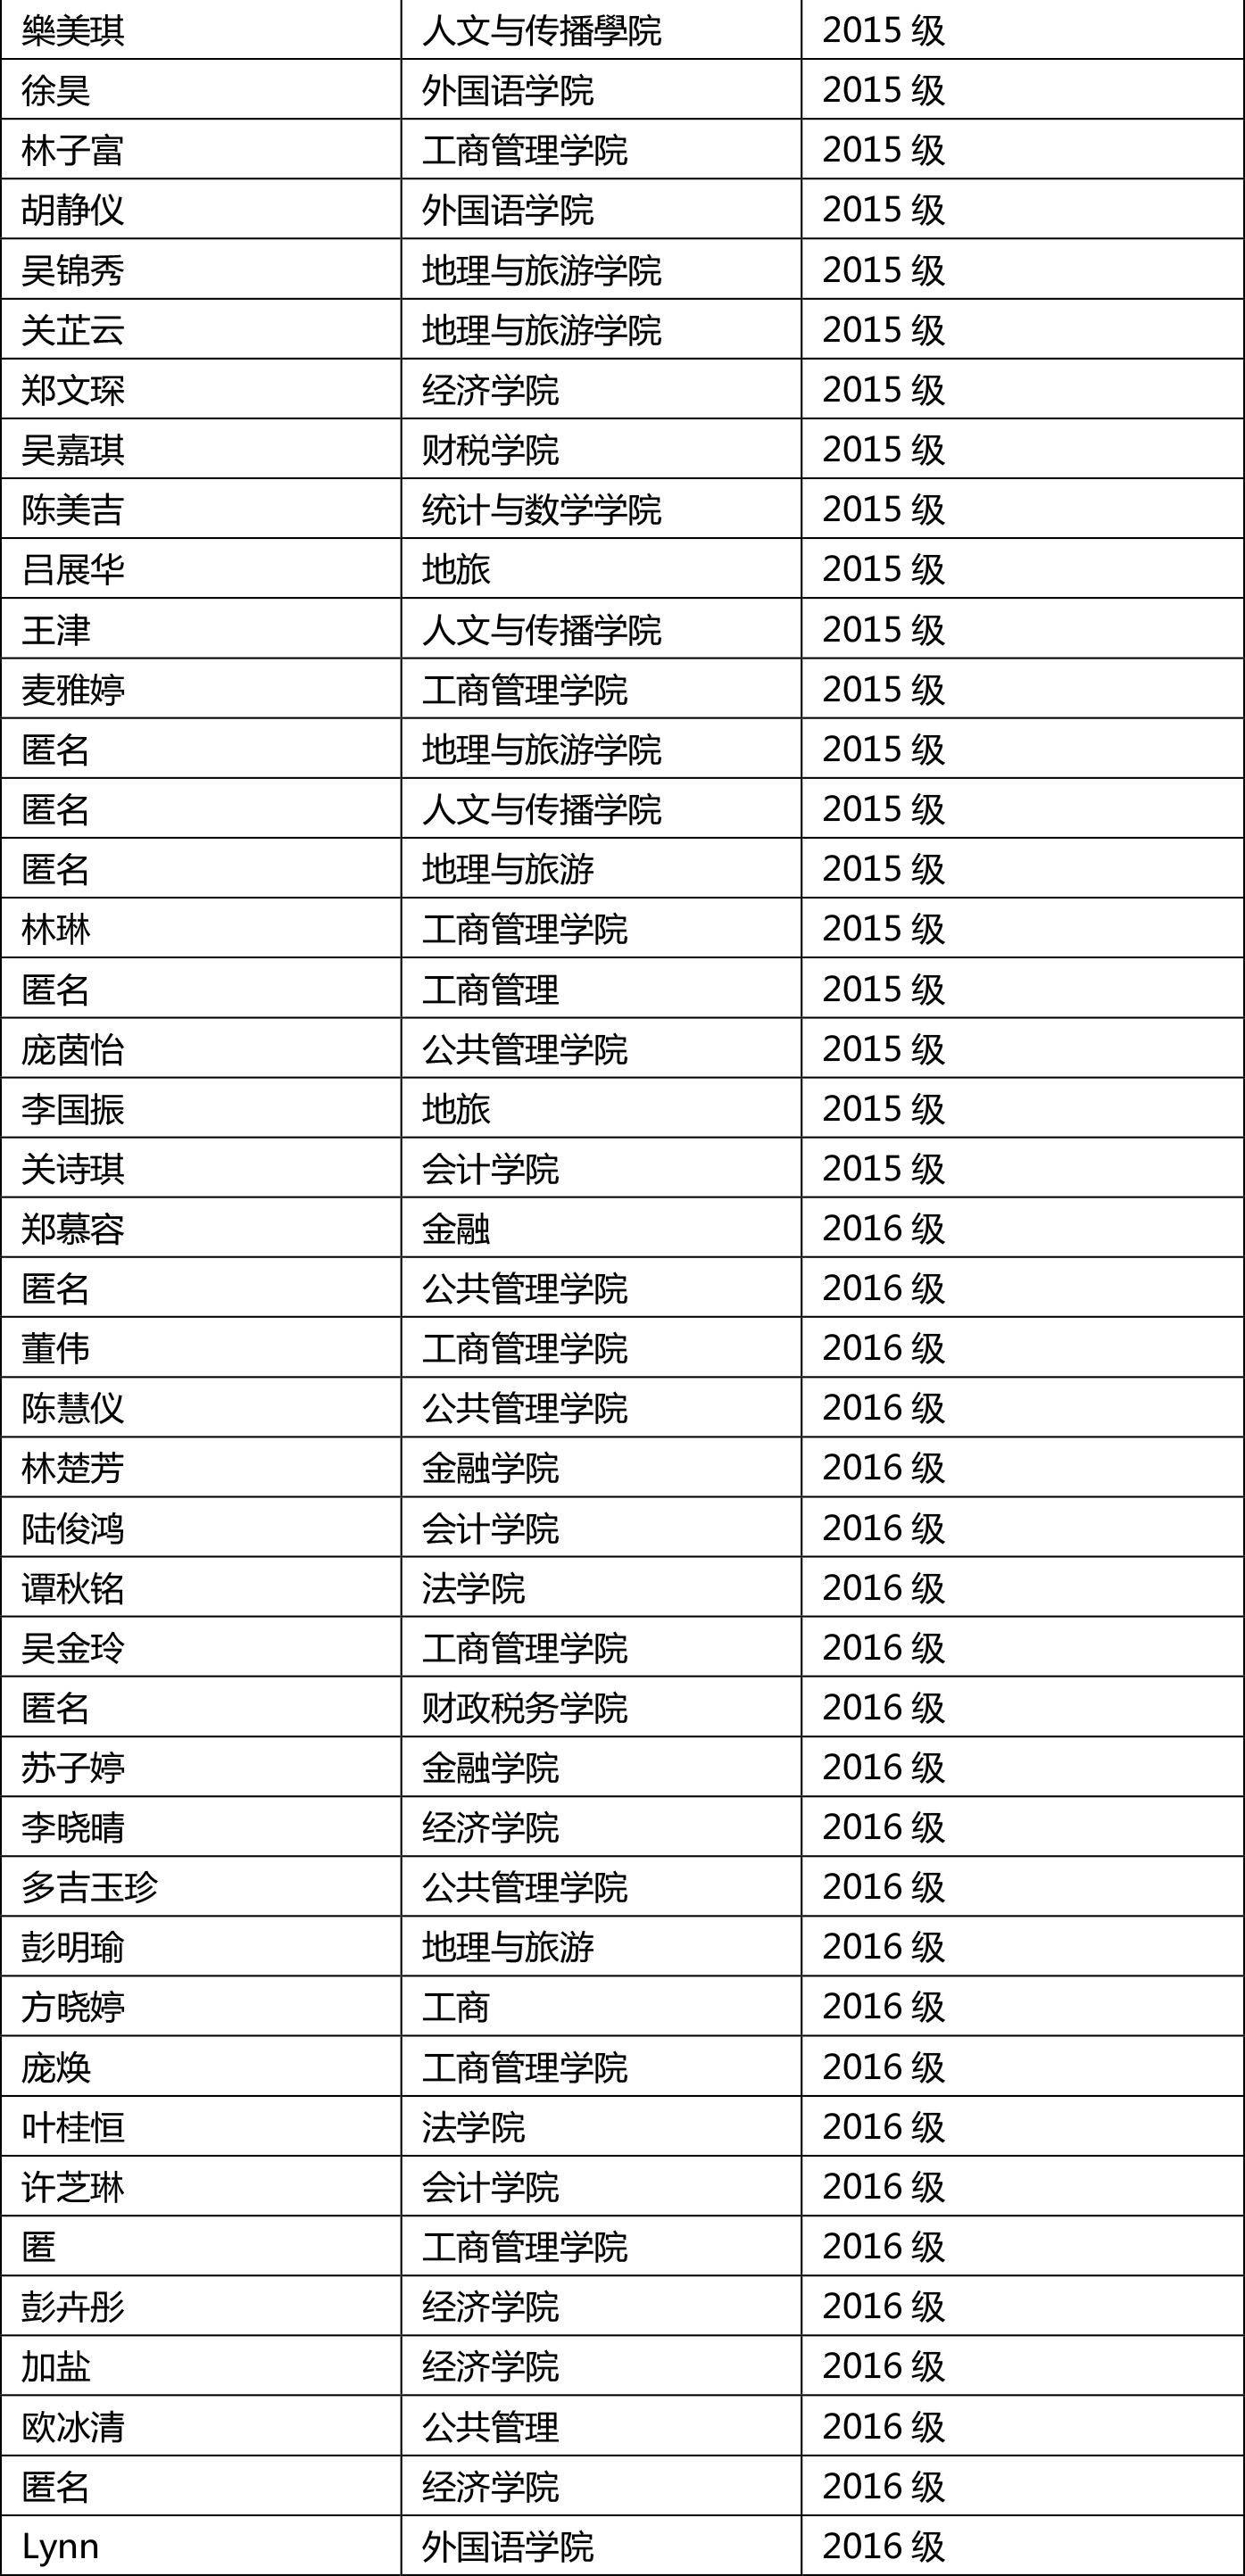 樂美琪 人文与传播學院 2015 级
徐昊 外国语学院 2015 级
林子富 工商管理学院 2015 级
胡静仪 外国语学院 2015 级
吴锦秀 地理与旅游学院 2015 级
关芷云 地理与旅游学院 2015 级
郑文琛 经济学院 2015 级
吴嘉琪 财税学院 2015 级
陈美吉 统计与数学学院 2015 级
吕展华 地旅 2015 级
王津 人文与传播学院 2015 级
麦雅婷 工商管理学院 2015 级
匿名 地理与旅游学院 2015 级
匿名 人文与传播学院 2015 级
匿名 地理与旅游 2015 级
林琳 工商管理学院 2015 级
匿名 工商管理 2015 级
庞茵怡 公共管理学院 2015 级
李国振 地旅 2015 级
关诗琪 会计学院 2015 级
郑慕容 金融 2016 级
匿名 公共管理学院 2016 级
董伟 工商管理学院 2016 级
陈慧仪 公共管理学院 2016 级
林楚芳 金融学院 2016 级
陆俊鸿 会计学院 2016 级
谭秋铭 法学院 2016 级
吴金玲 工商管理学院 2016 级
匿名 财政税务学院 2016 级
苏子婷 金融学院 2016 级
李晓晴 经济学院 2016 级
多吉玉珍 公共管理学院 2016 级
彭明瑜 地理与旅游 2016 级
方晓婷 工商 2016 级
庞焕 工商管理学院 2016 级
叶桂恒 法学院 2016 级
许芝琳 会计学院 2016 级
匿 工商管理学院 2016 级
彭卉彤 经济学院 2016 级
加盐 经济学院 2016 级
欧冰清 公共管理 2016 级
匿名 经济学院 2016 级
Lynn 外国语学院 2016 级